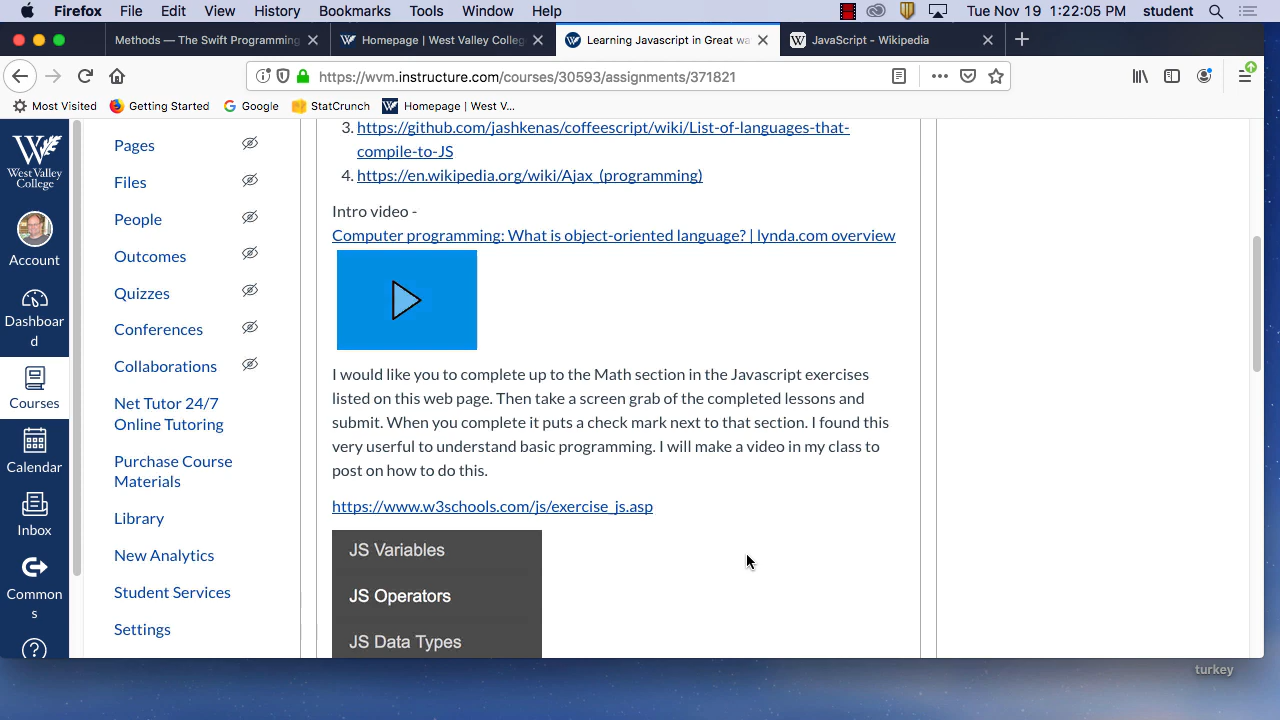 Firefox File Edit View History Bookmarks Tools Window Help Tue Nov 19 1:22:05 PM student
Methods — The Swift Programming Homepage | West Valley Colleg Learning Javascript in Great wa JavaScript - Wikipedia
https://wvm.instructure.com/courses/30593/assignments/371821
Most Visited Getting Started Google StatCrunch Homepage | West V...
West Valley College
Account
Dashboar
d
Courses
Calendar
Inbox
Common
s
Pages
Files
People
Outcomes
Quizzes
Conferences
Collaborations
Net Tutor 24/7
Online Tutoring
Purchase Course
Materials
Library
New Analytics
Student Services
Settings
3. https://github.com/jashkenas/coffeescript/wiki/List-of-languages-that-
compile-to-JS
4. https://en.wikipedia.org/wiki/Ajax_(programming)
Intro video -
Computer programming: What is object-oriented language? | lynda.com overview
I would like you to complete up to the Math section in the Javascript exercises
listed on this web page. Then take a screen grab of the completed lessons and
submit. When you complete it puts a check mark next to that section. I found this
very userful to understand basic programming. I will make a video in my class to
post on how to do this.
https://www.w3schools.com/js/exercise_js.asp
JS Variables
JS Operators
JS Data Types
turkey